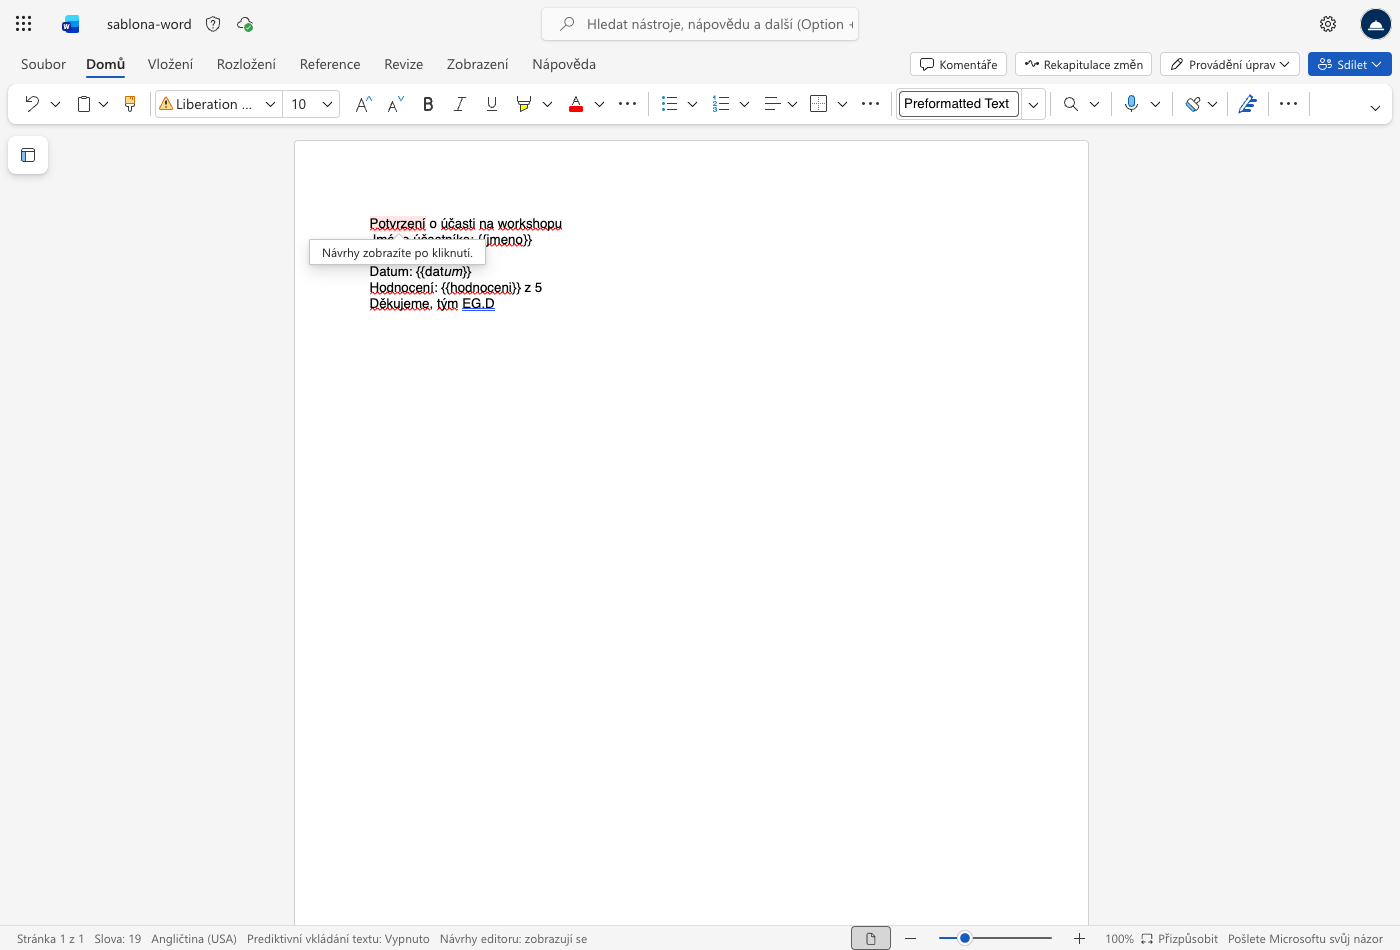 sablona-word
Hledat nástroje, nápovědu a další (Option +
Soubor Domů Vložení Rozložení Reference Revize Zobrazení Nápověda
Komentáře Rekapitulace změn Provádění úprav Sdílet
Liberation ... 10 Preformatted Text
Potvrzení o účasti na workshopu
{{jmeno}}
Návrhy zobrazíte po kliknutí.
Datum: {{datum}}
Hodnocení: {{hodnoceni}} z 5
Děkujeme, tým EG.D
Stránka 1 z 1 Slova: 19 Angličtina (USA) Prediktivní vkládání textu: Vypnuto Návrhy editoru: zobrazují se 100% Přizpůsobit Pošlete Microsoftu svůj názor